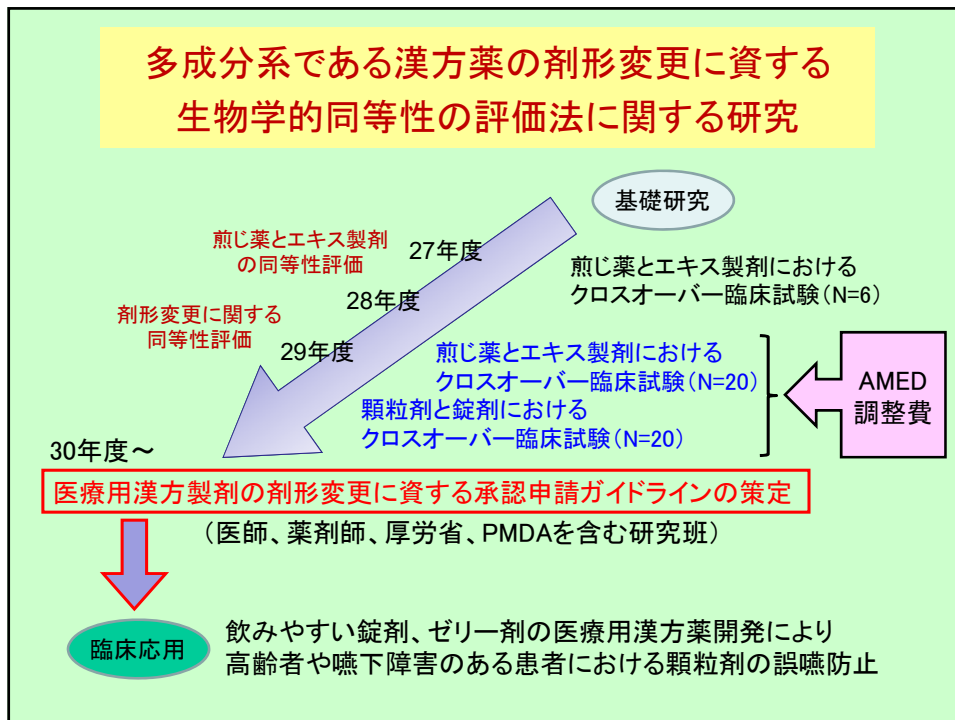 多成分系である漢方薬の剤形変更に資する
生物学的同等性の評価法に関する研究
基礎研究
煎じ薬とエキス製剤
の同等性評価
27年度
煎じ薬とエキス製剤における
クロスオーバー臨床試験（N=6）
28年度
剤形変更に関する
同等性評価
29年度
煎じ薬とエキス製剤における
クロスオーバー臨床試験（N=20）
顆粒剤と錠剤における
クロスオーバー臨床試験（N=20）
AMED
調整費
30年度～
医療用漢方製剤の剤形変更に資する承認申請ガイドラインの策定
（医師、薬剤師、厚労省、PMDAを含む研究班）
臨床応用
飲みやすい錠剤、ゼリー剤の医療用漢方薬開発により
高齢者や嚥下障害のある患者における顆粒剤の誤嚥防止